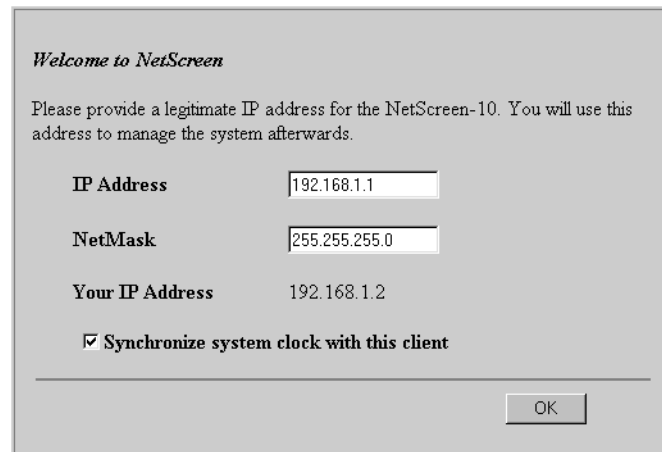 Welcome to NetScreen
Please provide a legitimate IP address for the NetScreen-10. You will use this
address to manage the system afterwards.
IP Address 192.168.1.1
NetMask 255.255.255.0
Your IP Address 192.168.1.2
Synchronize system clock with this client
OK